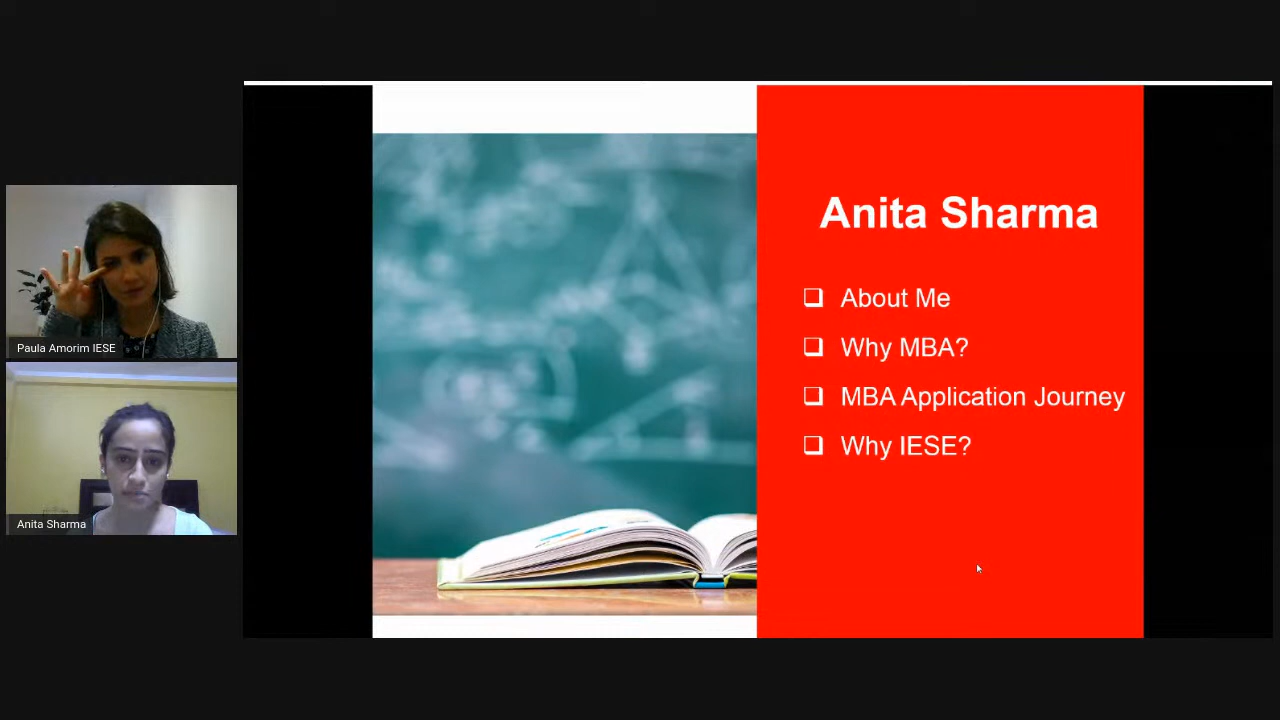 Paula Amorim IESE
Anita Sharma
Anita Sharma
❑ About Me
❑ Why MBA?
❑ MBA Application Journey
❑ Why IESE?